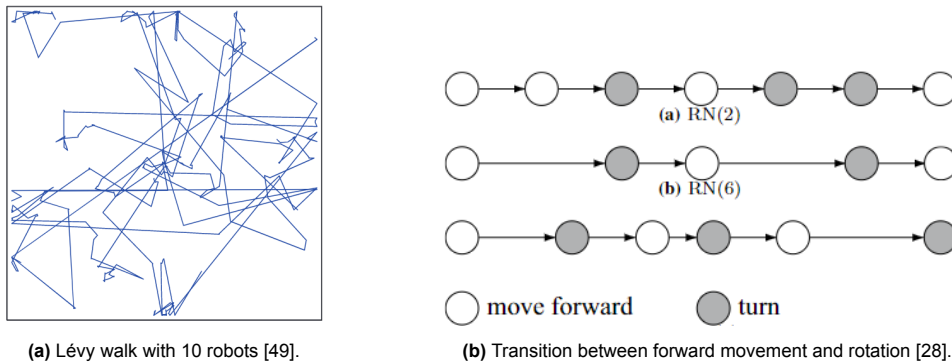 (a) RN(2)
(b) RN(6)
move forward
turn
(a) Lévy walk with 10 robots [49].
(b) Transition between forward movement and rotation [28]